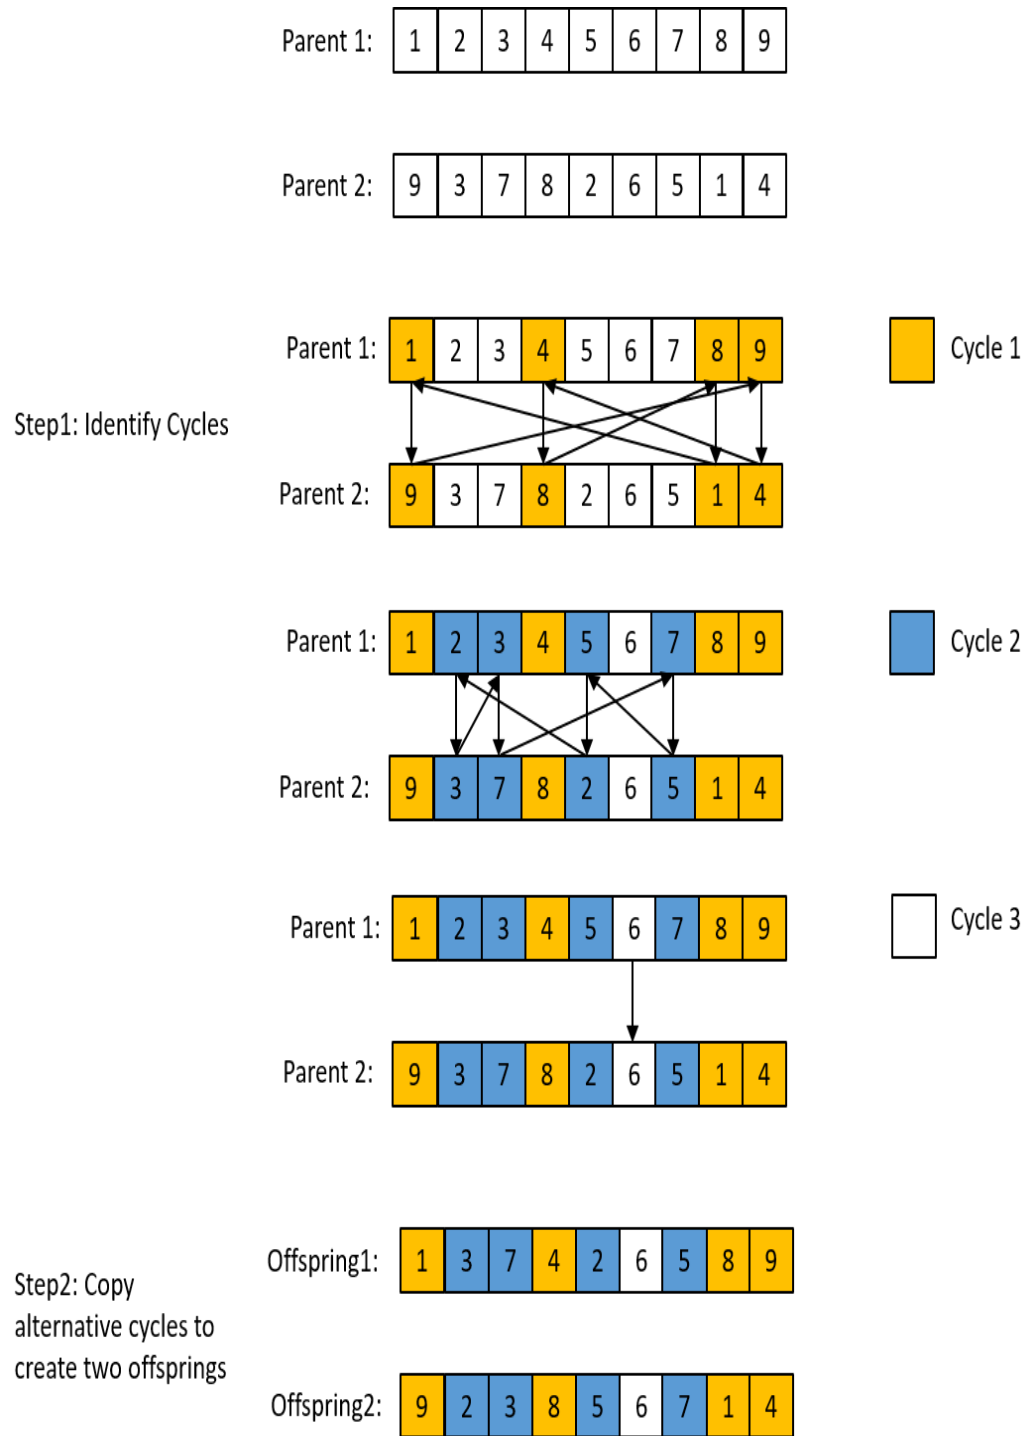 Parent 1: 1 2 3 4 5 6 7 8 9
Parent 2: 9 3 7 8 2 6 5 1 4
Parent 1: 1 2 3 4 5 6 7 8 9 Cycle 1
Step1: Identify Cycles
Parent 2: 9 3 7 8 2 6 5 1 4
Parent 1: 1 2 3 4 5 6 7 8 9 Cycle 2
Parent 2: 9 3 7 8 2 6 5 1 4
Parent 1: 1 2 3 4 5 6 7 8 9 Cycle 3
Parent 2: 9 3 7 8 2 6 5 1 4
Offspring1: 1 3 7 4 2 6 5 8 9
Step2: Copy
alternative cycles to
create two offsprings
Offspring2: 9 2 3 8 5 6 7 1 4